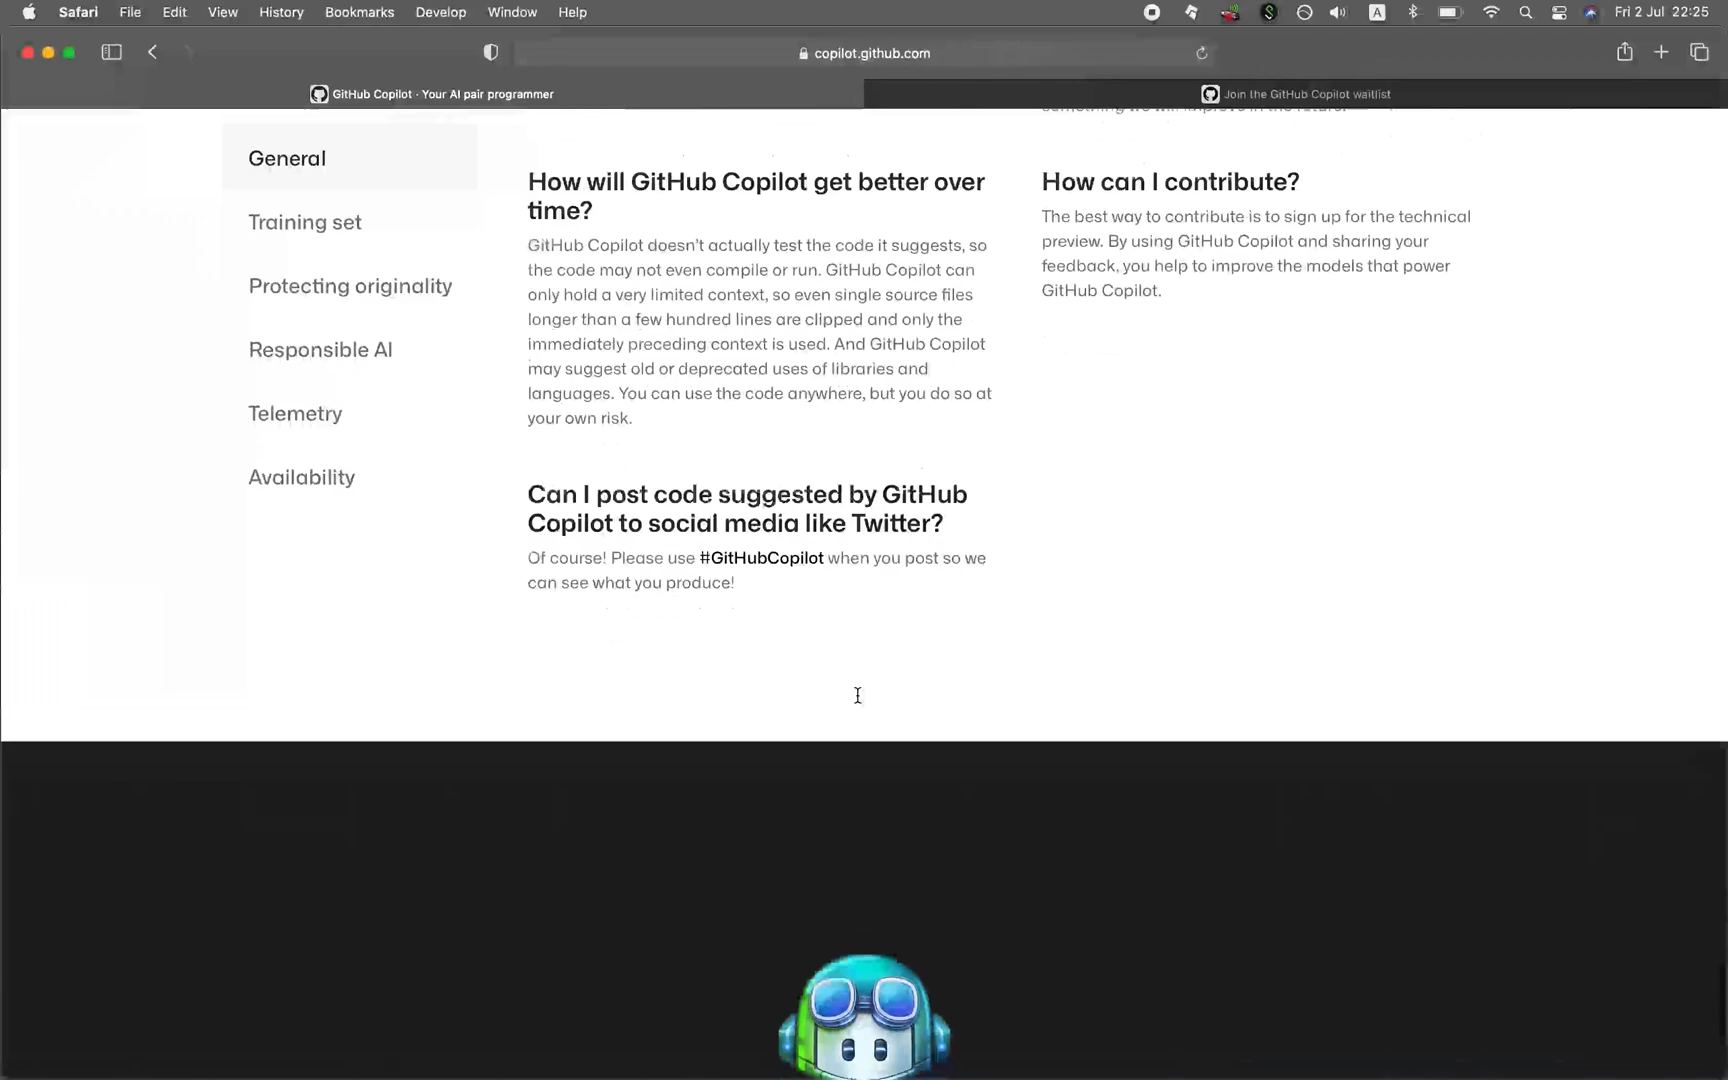 Safari File Edit View History Bookmarks Develop Window Help
A
Fri 2 Jul 22:25
copilot.github.com
GitHub Copilot · Your AI pair programmer
Join the GitHub Copilot waitlist
General
Training set
Protecting originality
Responsible AI
Telemetry
Availability
How will GitHub Copilot get better over
time?
GitHub Copilot doesn't actually test the code it suggests, so
the code may not even compile or run. GitHub Copilot can
only hold a very limited context, so even single source files
longer than a few hundred lines are clipped and only the
immediately preceding context is used. And GitHub Copilot
may suggest old or deprecated uses of libraries and
languages. You can use the code anywhere, but you do so at
your own risk.
Can I post code suggested by GitHub
Copilot to social media like Twitter?
Of course! Please use #GitHubCopilot when you post so we
can see what you produce!
How can I contribute?
The best way to contribute is to sign up for the technical
preview. By using GitHub Copilot and sharing your
feedback, you help to improve the models that power
GitHub Copilot.